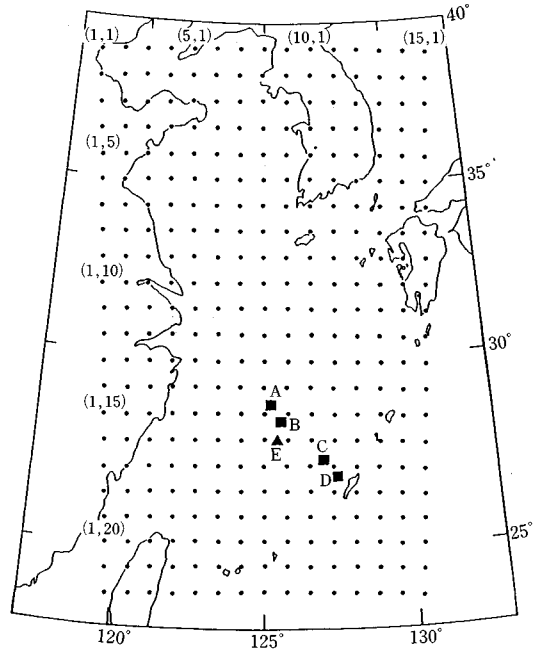 40°
(1,1) (5,1) (10,1) (15,1)
(1,5)
35°
(1,10)
30°
A
(1,15)
B
E
C
D
(1,20)
25°
120° 125° 130°